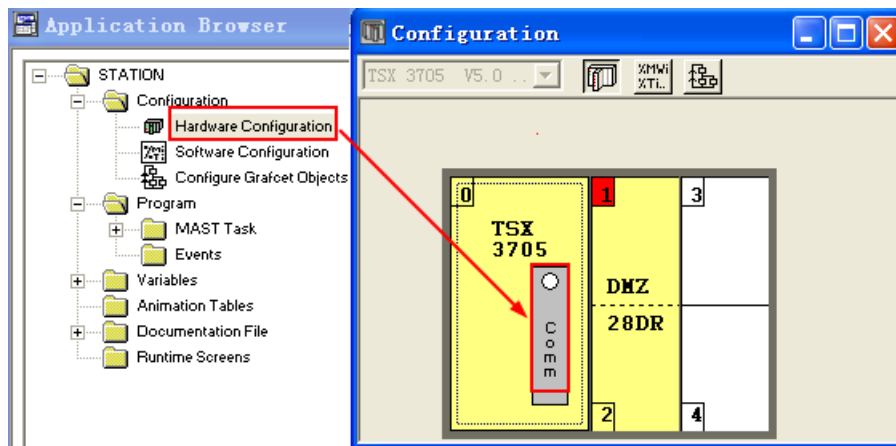 Application Browser
STATION
Configuration
Hardware Configuration
Software Configuration
Configure Grafcet Objects
Program
MAST Task
Events
Variables
Animation Tables
Documentation File
Runtime Screens
Configuration
TSX 3705 V5.0 ..
%MWi
%TI..
0
TSX
3705
Comm
1
DMZ
28DR
2
3
4